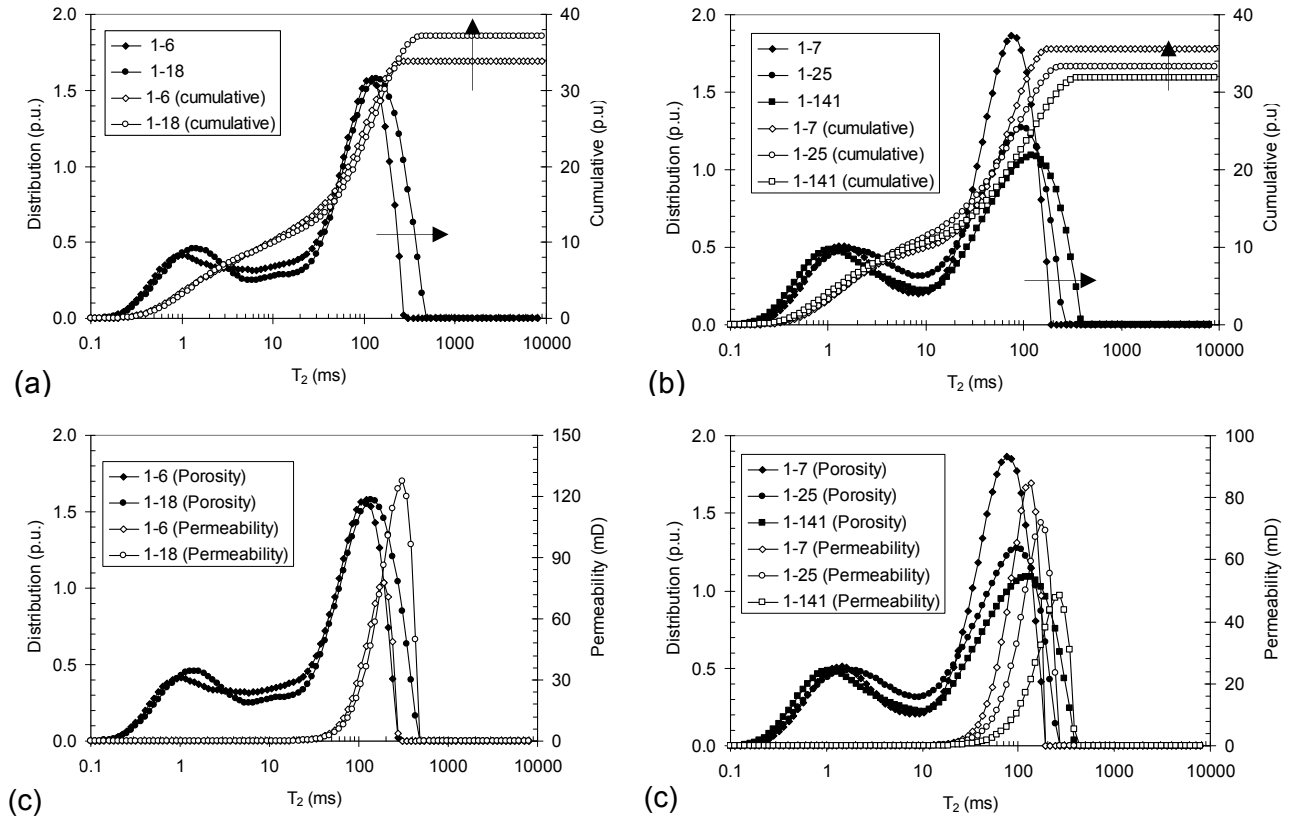 2.0
1.5
1.0
0.5
0.0
Distribution (p.u.)
1-6
1-18
1-6 (cumulative)
1-18 (cumulative)
40
30
20
10
0
Cumulative (p.u)
0.1 1 10 100 1000 10000
T2 (ms)
(a)
2.0
1.5
1.0
0.5
0.0
Distribution (p.u.)
1-7
1-25
1-141
1-7 (cumulative)
1-25 (cumulative)
1-141 (cumulative)
40
30
20
10
0
Cumulative (p.u)
0.1 1 10 100 1000 10000
T2 (ms)
(b)
2.0
1.5
1.0
0.5
0.0
Distribution (p.u.)
1-6 (Porosity)
1-18 (Porosity)
1-6 (Permeability)
1-18 (Permeability)
150
120
90
60
30
0
Permeability (mD)
0.1 1 10 100 1000 10000
T2 (ms)
(c)
2.0
1.5
1.0
0.5
0.0
Distribution (p.u.)
1-7 (Porosity)
1-25 (Porosity)
1-141 (Porosity)
1-7 (Permeability)
1-25 (Permeability)
1-141 (Permeability)
100
80
60
40
20
0
Permeability (mD)
0.1 1 10 100 1000 10000
T2 (ms)
(c)